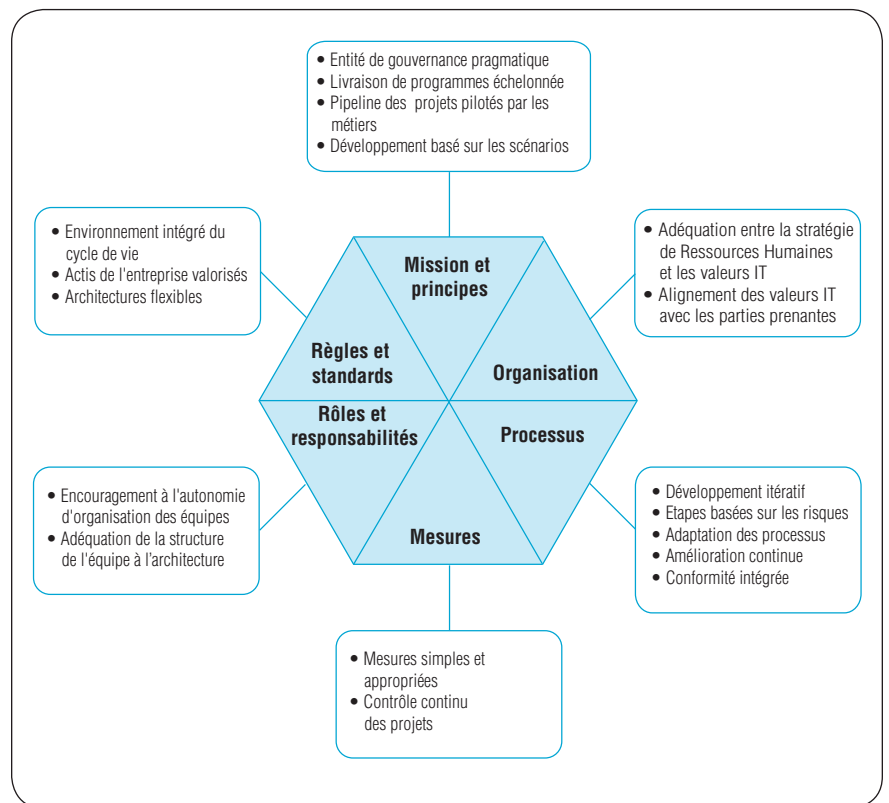 • Entité de gouvernance pragmatique
• Livraison de programmes échelonnée
• Pipeline des projets pilotés par les
métiers
• Développement basé sur les scénarios
• Environnement intégré du
cycle de vie
• Actis de l'entreprise valorisés
• Architectures flexibles
• Adéquation entre la stratégie
de Ressources Humaines
et les valeurs IT
• Alignement des valeurs IT
avec les parties prenantes
Mission et
principes
Règles et
standards
Organisation
Rôles et
responsabilités
Processus
Mesures
• Encouragement à l'autonomie
d'organisation des équipes
• Adéquation de la structure
de l'équipe à l'architecture
• Développement itératif
• Etapes basées sur les risques
• Adaptation des processus
• Amélioration continue
• Conformité intégrée
• Mesures simples et
appropriées
• Contrôle continu
des projets